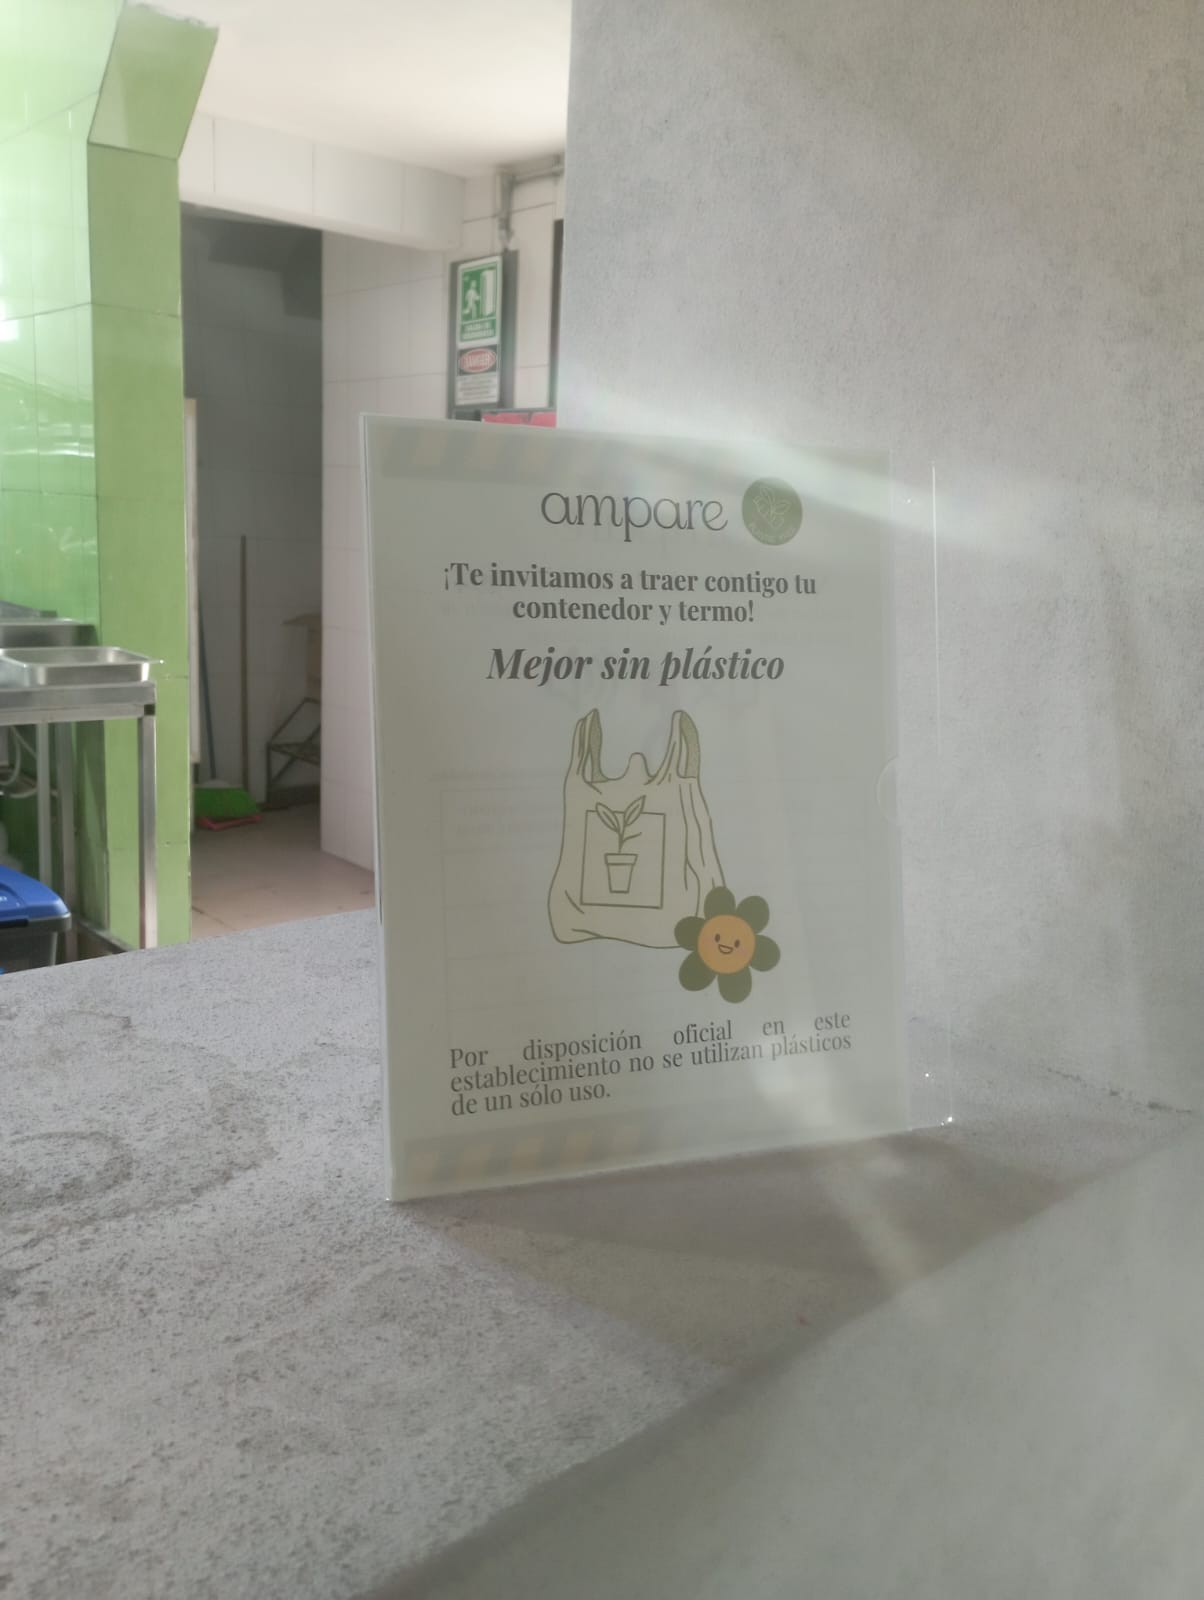 ampare
¡Te invitamos a traer contigo tu
contenedor y termo!
Mejor sin plástico
Por disposición oficial en este
establecimiento no se utilizan plásticos
de un sólo uso.